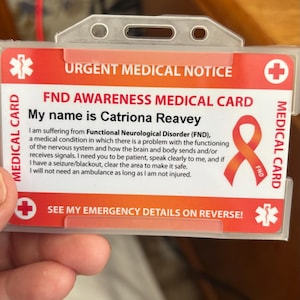 URGENT MEDICAL NOTICE
FND AWARENESS MEDICAL CARD
MEDICAL CARD
My name is Catriona Reavey
I am suffering from Functional Neurological Disorder (FND),
a medical condition in which there is a problem with the functioning
of the nervous system and how the brain and body sends and/or
receives signals. I need you to be patient, speak clearly to me, and if
I have a seizure/blackout, clear the area to make it safe.
I will not need an ambulance as long as I am not injured.
FND
MEDICAL CARD
SEE MY EMERGENCY DETAILS ON REVERSE!